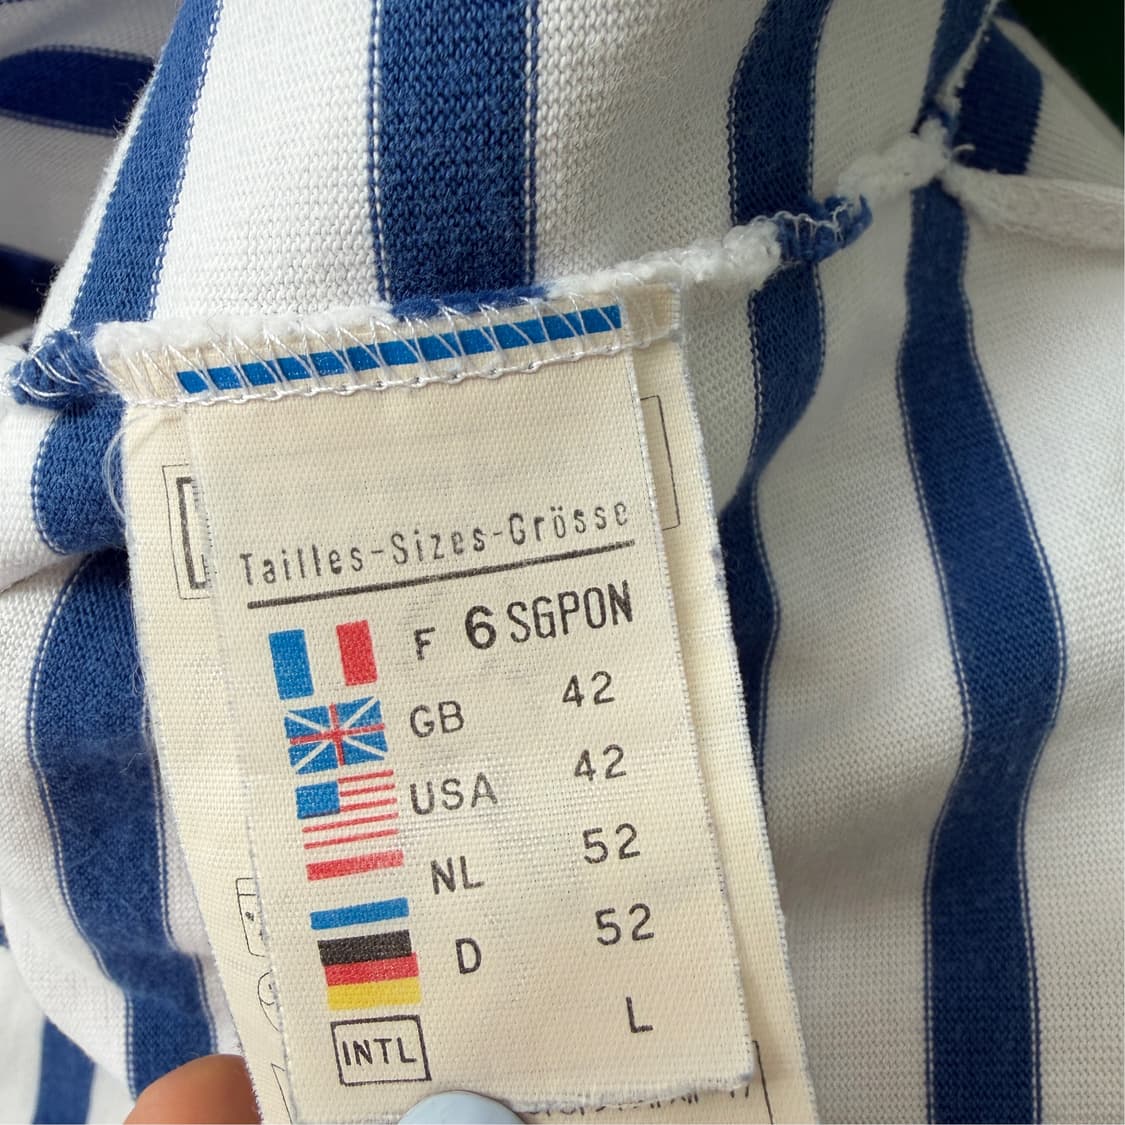 Tailles-Sizes-Grösse
F 6 SGPON
GB 42
USA 42
NL 52
D 52
INTL L